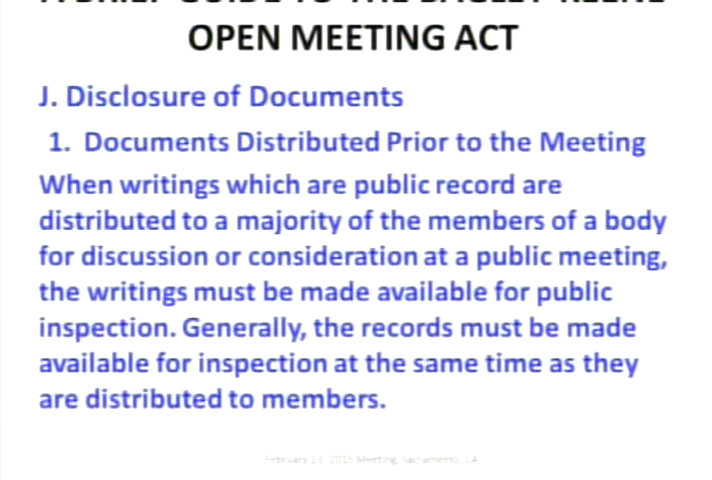 OPEN MEETING ACT
J. Disclosure of Documents
1. Documents Distributed Prior to the Meeting
When writings which are public record are
distributed to a majority of the members of a body
for discussion or consideration at a public meeting,
the writings must be made available for public
inspection. Generally, the records must be made
available for inspection at the same time as they
are distributed to members.
Meeting, Sacramento, CA